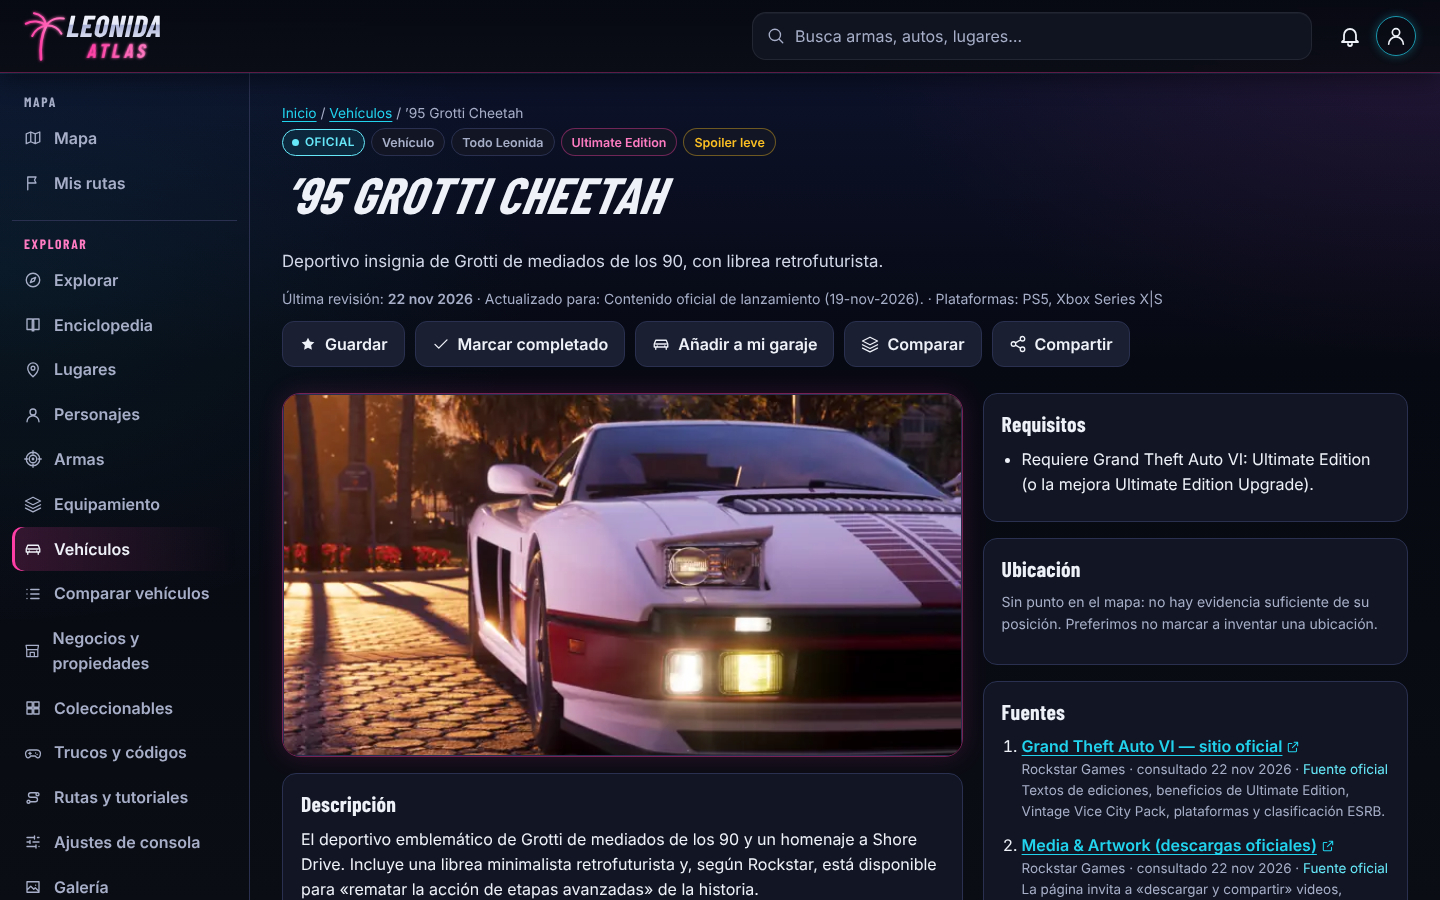 LEONIDA
ATLAS
Busca armas, autos, lugares...
MAPA
Mapa
Mis rutas
EXPLORAR
Explorar
Enciclopedia
Lugares
Personajes
Armas
Equipamiento
Vehículos
Comparar vehículos
Negocios y
propiedades
Coleccionables
Trucos y códigos
Rutas y tutoriales
Ajustes de consola
Galería
Inicio / Vehículos / ’95 Grotti Cheetah
OFICIAL Vehículo Todo Leonida Ultimate Edition Spoiler leve
’95 GROTTI CHEETAH
Deportivo insignia de Grotti de mediados de los 90, con librea retrofuturista.
Última revisión: 22 nov 2026 · Actualizado para: Contenido oficial de lanzamiento (19-nov-2026). · Plataformas: PS5, Xbox Series X|S
Guardar Marcar completado Añadir a mi garaje Comparar Compartir
Descripción
El deportivo emblemático de Grotti de mediados de los 90 y un homenaje a Shore
Drive. Incluye una librea minimalista retrofuturista y, según Rockstar, está disponible
para «rematar la acción de etapas avanzadas» de la historia.
Requisitos
• Requiere Grand Theft Auto VI: Ultimate Edition
(o la mejora Ultimate Edition Upgrade).
Ubicación
Sin punto en el mapa: no hay evidencia suficiente de su
posición. Preferimos no marcar a inventar una ubicación.
Fuentes
1. Grand Theft Auto VI — sitio oficial
Rockstar Games · consultado 22 nov 2026 · Fuente oficial
Textos de ediciones, beneficios de Ultimate Edition,
Vintage Vice City Pack, plataformas y clasificación ESRB.
2. Media & Artwork (descargas oficiales)
Rockstar Games · consultado 22 nov 2026 · Fuente oficial
La página invita a «descargar y compartir» videos,